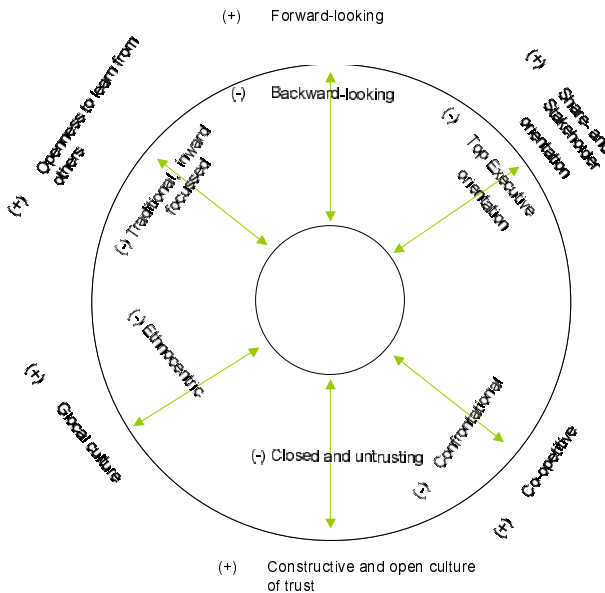 (+) Forward-looking
(-) Backward-looking
(+) Share- and
Stakeholder
orientation
(-) Top Executive
orientation
(+) Co-opetitive
(-) Confrontational
(-) Closed and untrusting
(+) Constructive and open culture
of trust
(+) Glocal culture
(-) Ethnocentric
(+) Openness to learn from
others
(-) Traditional, inward
focussed